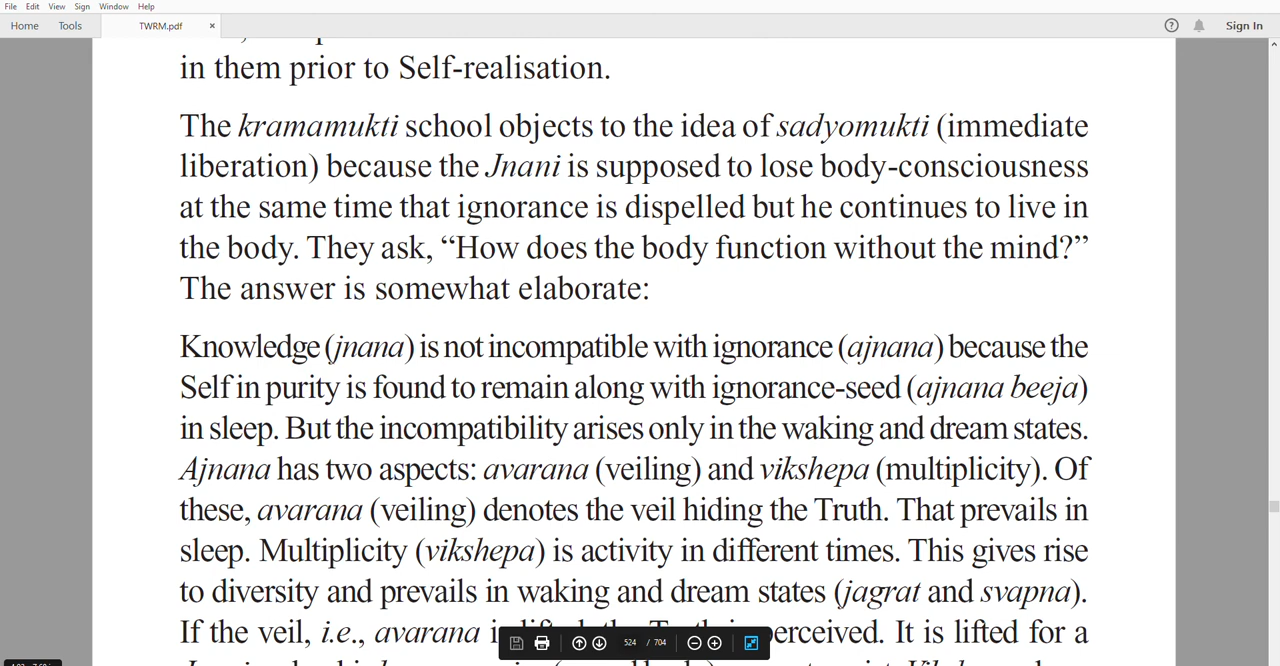 File Edit View Sign Window Help
Home Tools TWRM.pdf × Sign In
in them prior to Self-realisation.
The kramamukti school objects to the idea of sadyomukti (immediate
liberation) because the Jnani is supposed to lose body-consciousness
at the same time that ignorance is dispelled but he continues to live in
the body. They ask, “How does the body function without the mind?”
The answer is somewhat elaborate:
Knowledge (jnana) is not incompatible with ignorance (ajnana) because the
Self in purity is found to remain along with ignorance-seed (ajnana beeja)
in sleep. But the incompatibility arises only in the waking and dream states.
Ajnana has two aspects: avarana (veiling) and vikshepa (multiplicity). Of
these, avarana (veiling) denotes the veil hiding the Truth. That prevails in
sleep. Multiplicity (vikshepa) is activity in different times. This gives rise
to diversity and prevails in waking and dream states (jagrat and svapna).
If the veil, i.e., avarana perceived. It is lifted for a
524 / 704